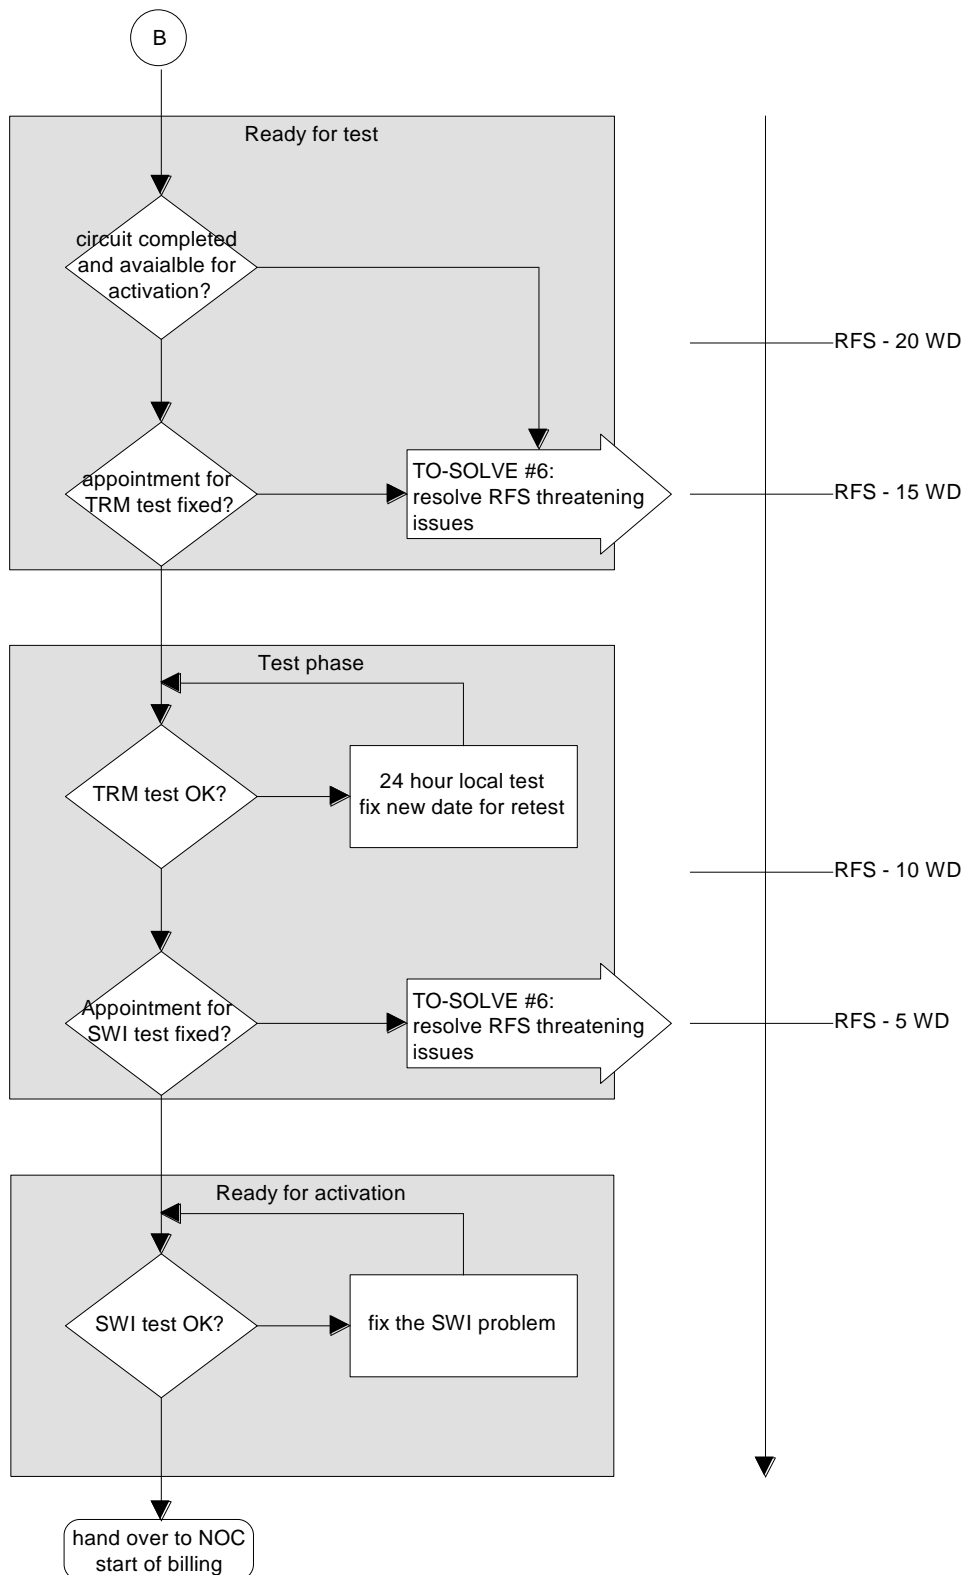 B
Ready for test
circuit completed
and avaialble for
activation?
RFS - 20 WD
appointment for
TRM test fixed?
TO-SOLVE #6:
resolve RFS threatening
issues
RFS - 15 WD
Test phase
TRM test OK?
24 hour local test
fix new date for retest
RFS - 10 WD
Appointment for
SWI test fixed?
TO-SOLVE #6:
resolve RFS threatening
issues
RFS - 5 WD
Ready for activation
SWI test OK?
fix the SWI problem
hand over to NOC
start of billing